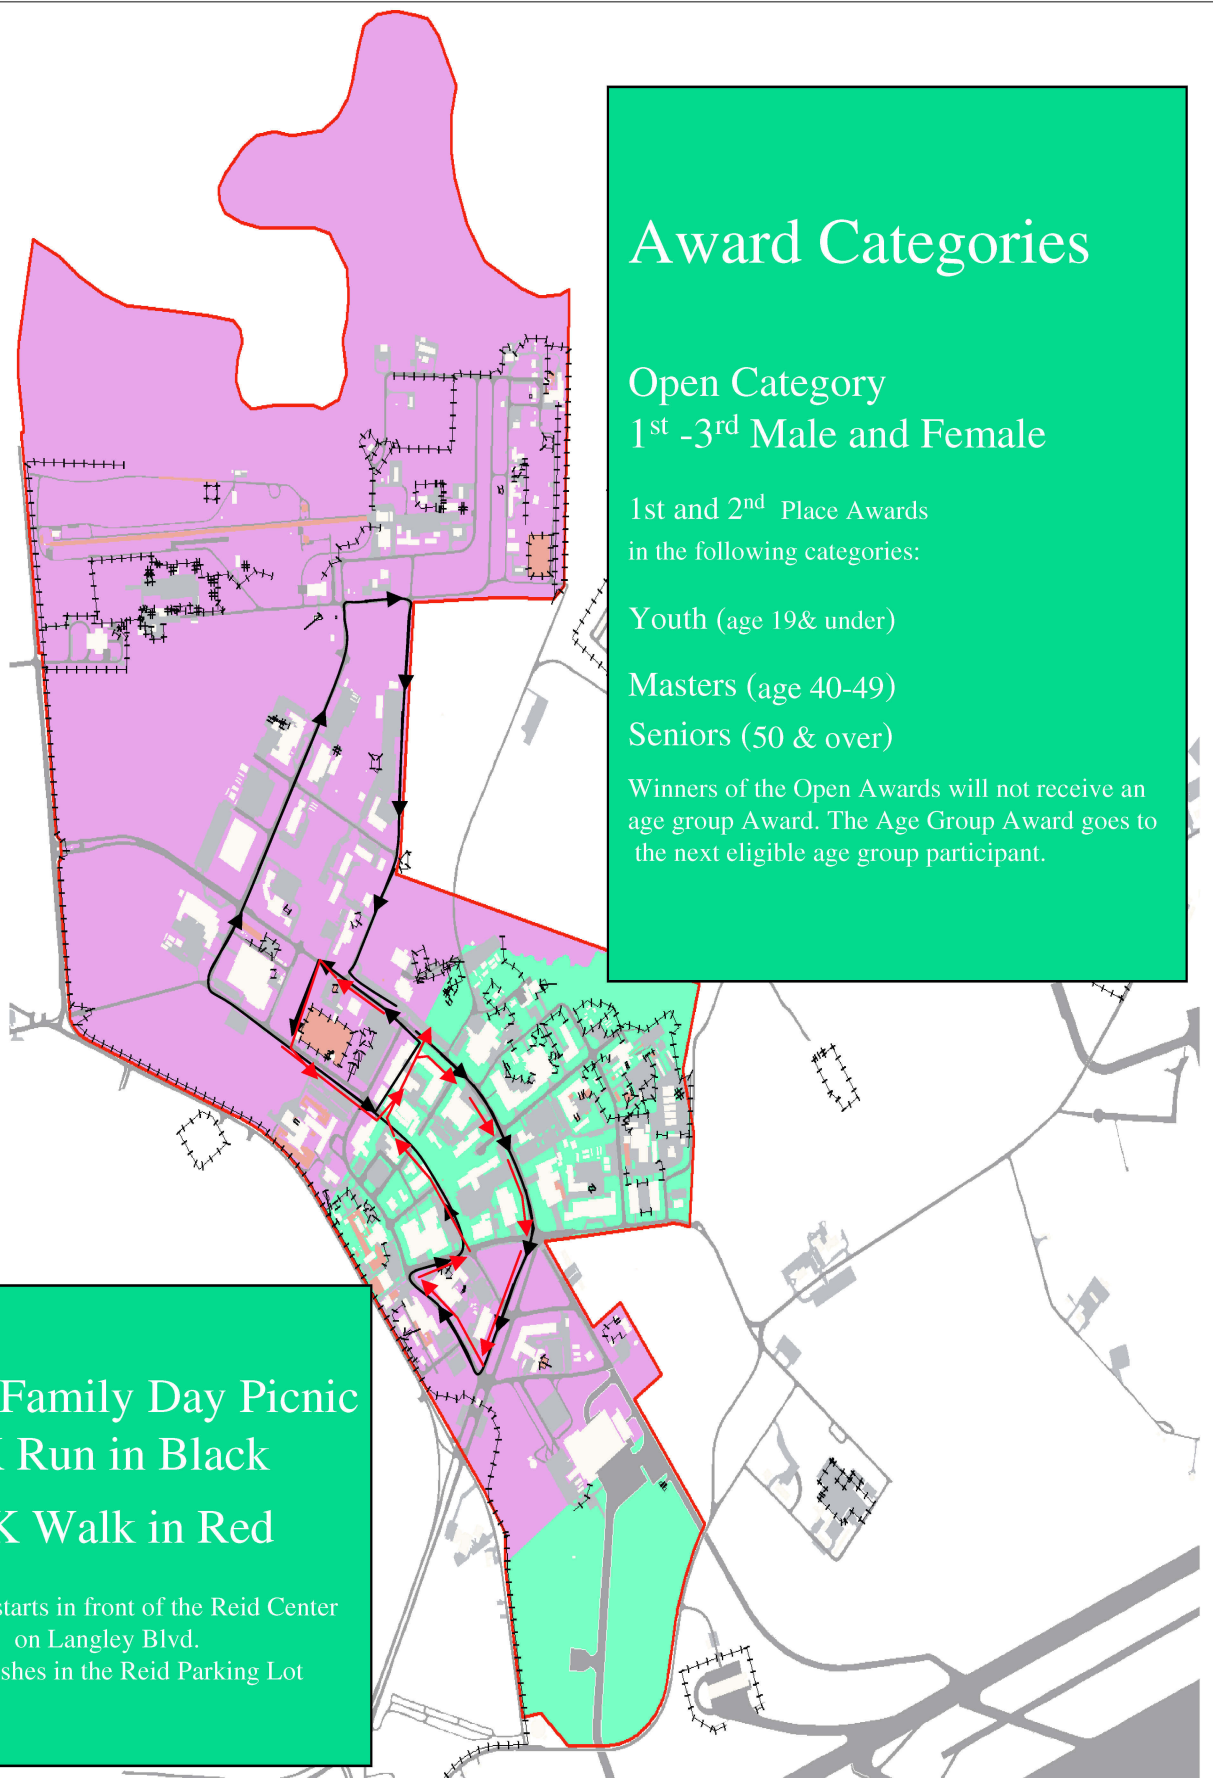 Award Categories
Open Category
1st -3rd Male and Female
1st and 2nd Place Awards
in the following categories:
Youth (age 19& under)
Masters (age 40-49)
Seniors (50 & over)
Winners of the Open Awards will not receive an
age group Award. The Age Group Award goes to
the next eligible age group participant.
Family Day Picnic
K Run in Black
K Walk in Red
starts in front of the Reid Center
on Langley Blvd.
shes in the Reid Parking Lot